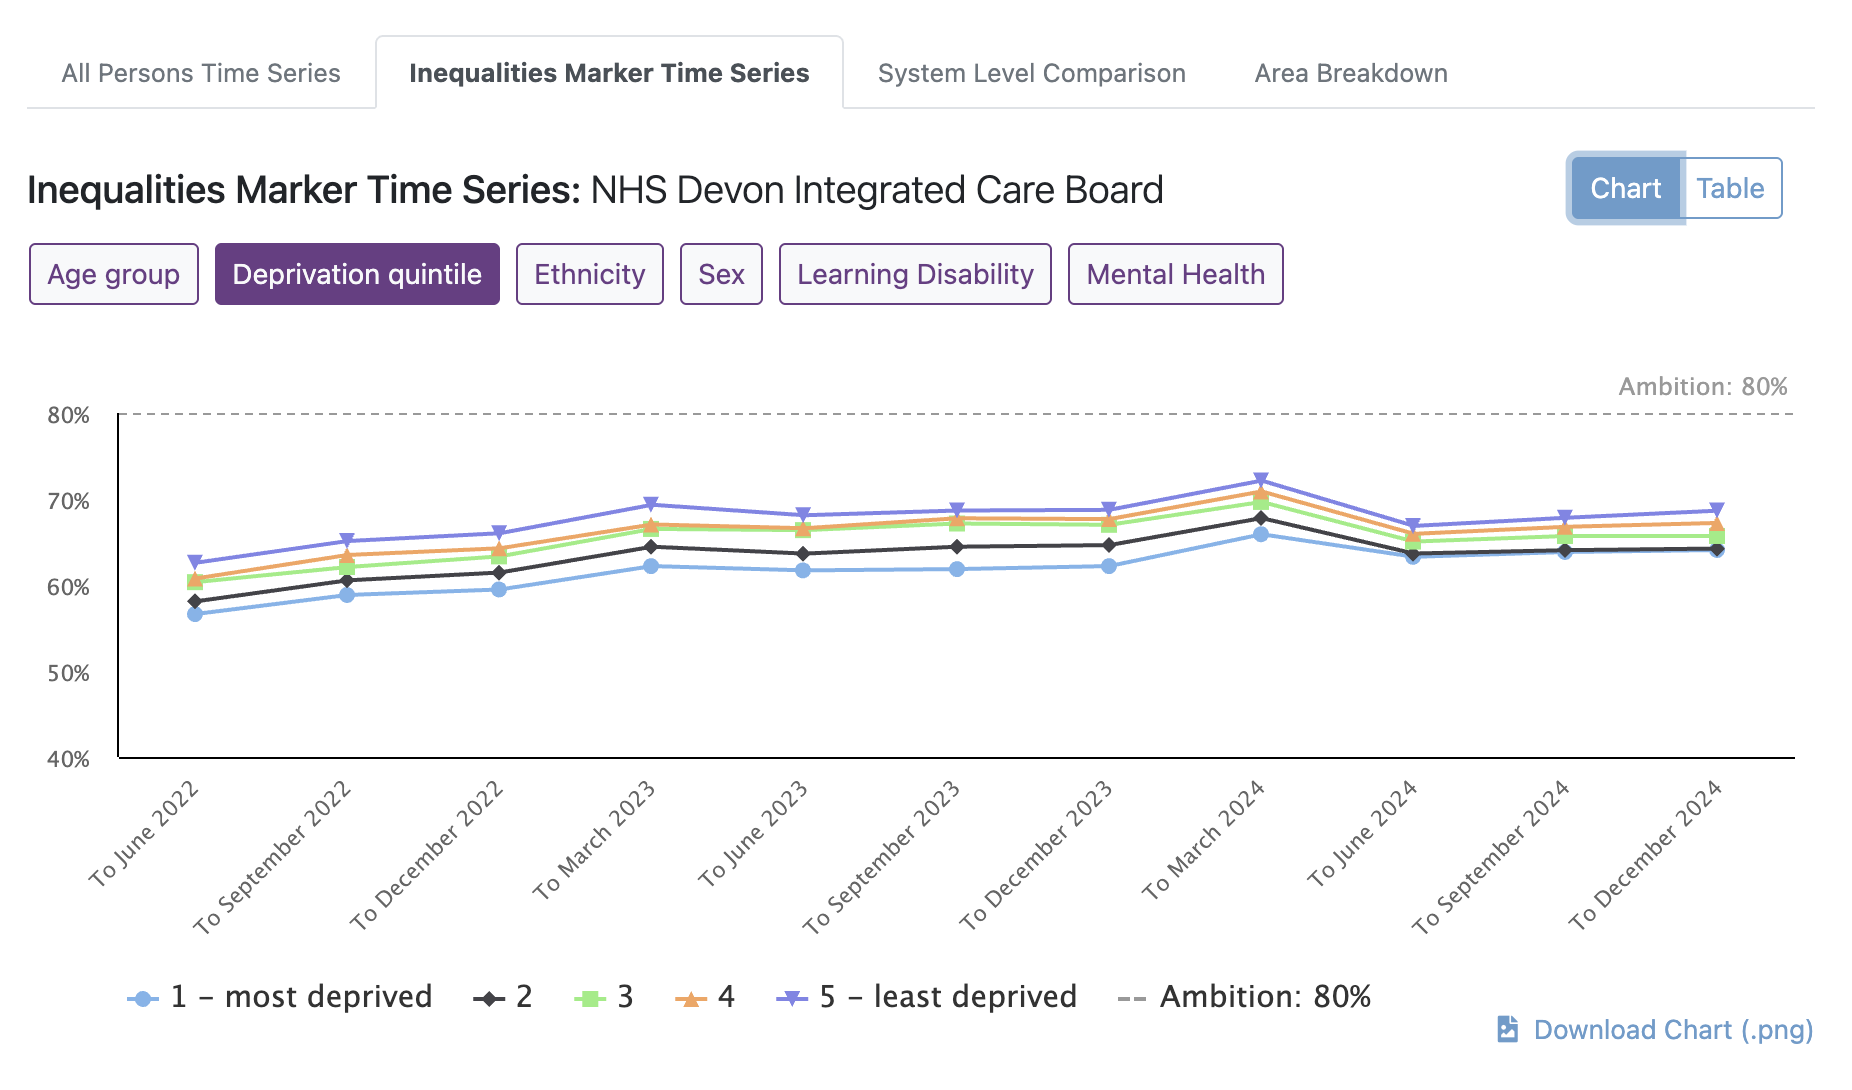 All Persons Time Series
Inequalities Marker Time Series
System Level Comparison
Area Breakdown
Inequalities Marker Time Series: NHS Devon Integrated Care Board
Chart
Table
Age group
Deprivation quintile
Ethnicity
Sex
Learning Disability
Mental Health
Ambition: 80%
80%
70%
60%
50%
40%
To June 2022
To September 2022
To December 2022
To March 2023
To June 2023
To September 2023
To December 2023
To March 2024
To June 2024
To September 2024
To December 2024
1 – most deprived
2
3
4
5 – least deprived
Ambition: 80%
Download Chart (.png)